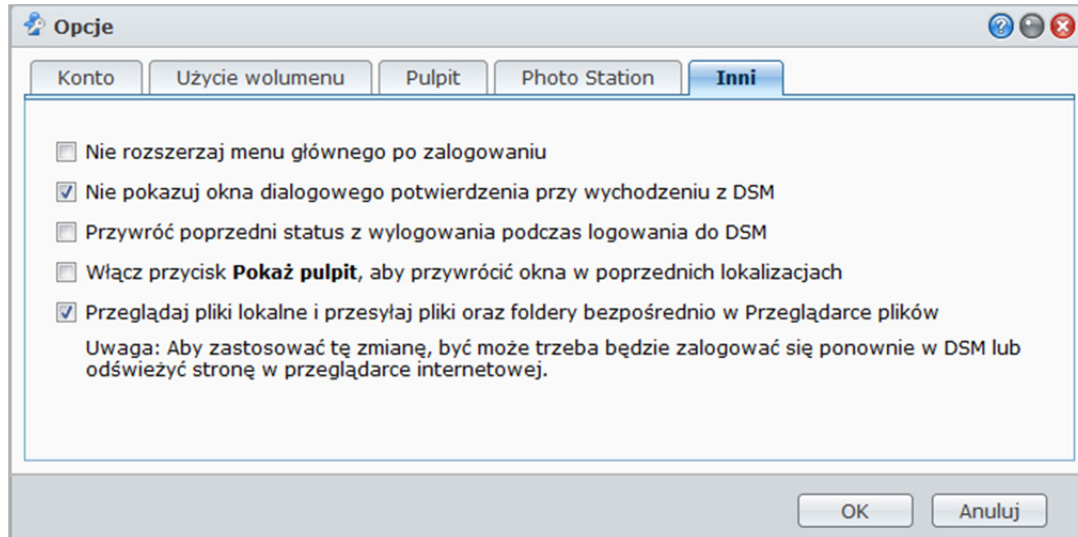 Opcje
Konto Użycie wolumenu Pulpit Photo Station Inni
Nie rozszerzaj menu głównego po zalogowaniu
Nie pokazuj okna dialogowego potwierdzenia przy wychodzeniu z DSM
Przywróć poprzedni status z wylogowania podczas logowania do DSM
Włącz przycisk Pokaż pulpit, aby przywrócić okna w poprzednich lokalizacjach
Przeglądaj pliki lokalne i przesyłaj pliki oraz foldery bezpośrednio w Przeglądarce plików
Uwaga: Aby zastosować tę zmianę, być może trzeba będzie zalogować się ponownie w DSM lub
odświeżyć stronę w przeglądarce internetowej.
OK Anuluj